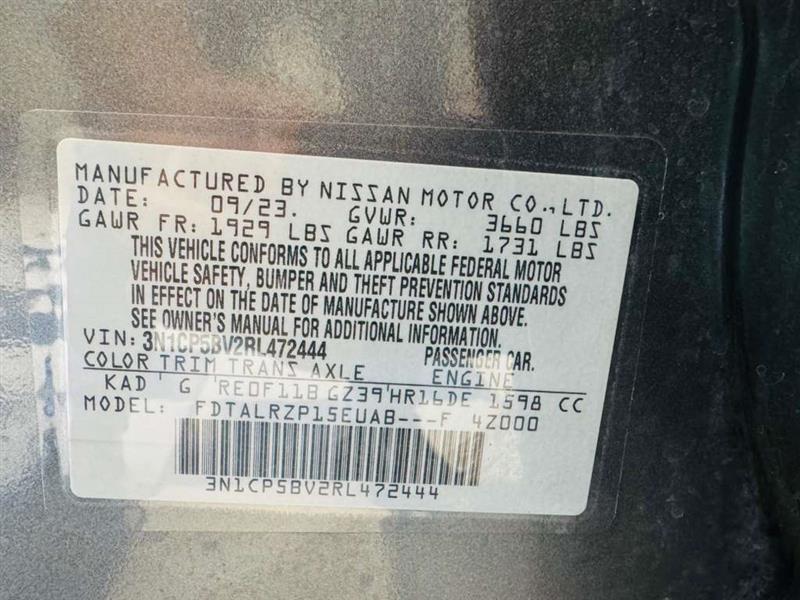 MANUFACTURED BY NISSAN MOTOR CO.,LTD.
DATE: 09/23. GVWR: 3660 LBS
GAWR FR: 1929 LBS GAWR RR: 1731 LBS
THIS VEHICLE CONFORMS TO ALL APPLICABLE FEDERAL MOTOR
VEHICLE SAFETY, BUMPER AND THEFT PREVENTION STANDARDS
IN EFFECT ON THE DATE OF MANUFACTURE SHOWN ABOVE.
SEE OWNER'S MANUAL FOR ADDITIONAL INFORMATION.
VIN: 3N1CP5BV2RL472444 PASSENGER CAR.
COLOR TRIM TRANS AXLE ENGINE
KAD G RE0F11B GZ39 HR16DE 1598 CC
MODEL: FDTALRZP15EUAB---F 4Z000
3N1CP5BV2RL472444